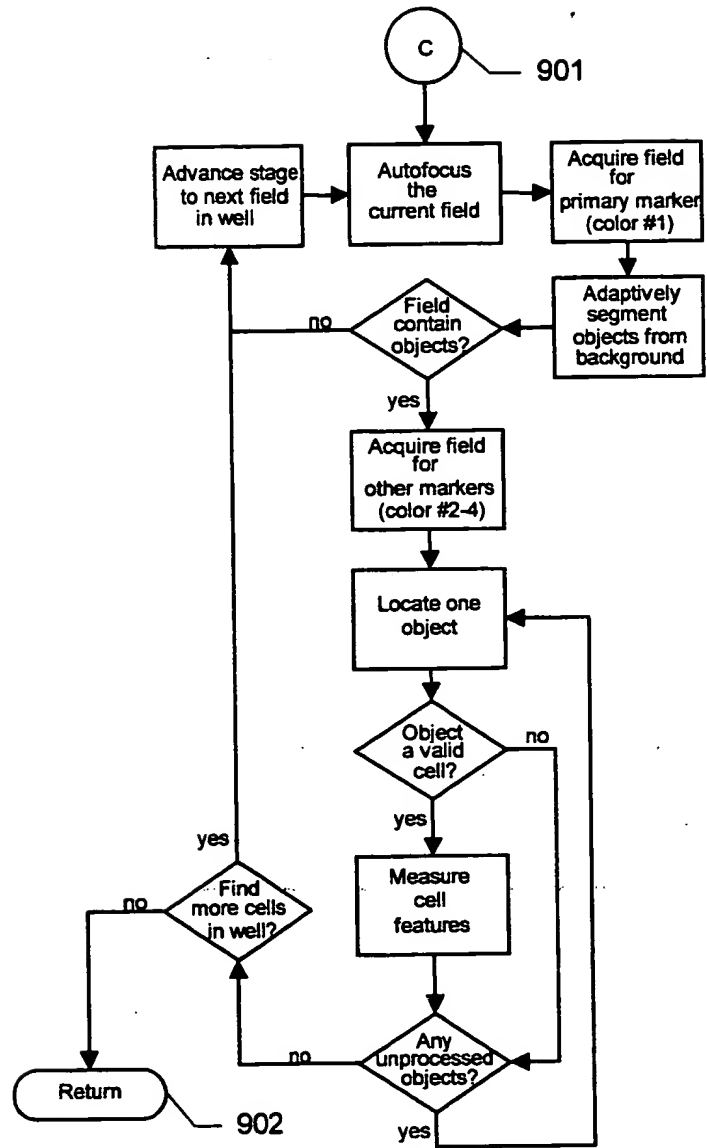 C
901
Advance stage
to next field
in well
Autofocus
the
current field
Acquire field
for
primary marker
(color #1)
Adaptively
segment
objects from
background
Field
contain
objects?
no
yes
Acquire field
for
other markers
(color #2-4)
Locate one
object
Object
a valid
cell?
no
yes
Measure
cell
features
yes
Find
more cells
in well?
no
Any
unprocessed
objects?
no
yes
Return
902